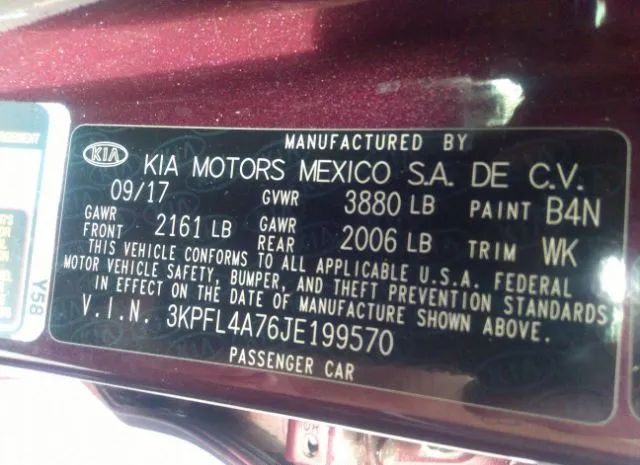 MANUFACTURED BY
KIA KIA MOTORS MEXICO S.A. DE C.V.
09/17 GVWR 3880 LB PAINT B4N
GAWR FRONT 2161 LB GAWR REAR 2006 LB TRIM WK
THIS VEHICLE CONFORMS TO ALL APPLICABLE U.S.A. FEDERAL
MOTOR VEHICLE SAFETY, BUMPER, AND THEFT PREVENTION STANDARDS
IN EFFECT ON THE DATE OF MANUFACTURE SHOWN ABOVE.
V.I.N. 3KPFL4A76JE199570
PASSENGER CAR
Y58